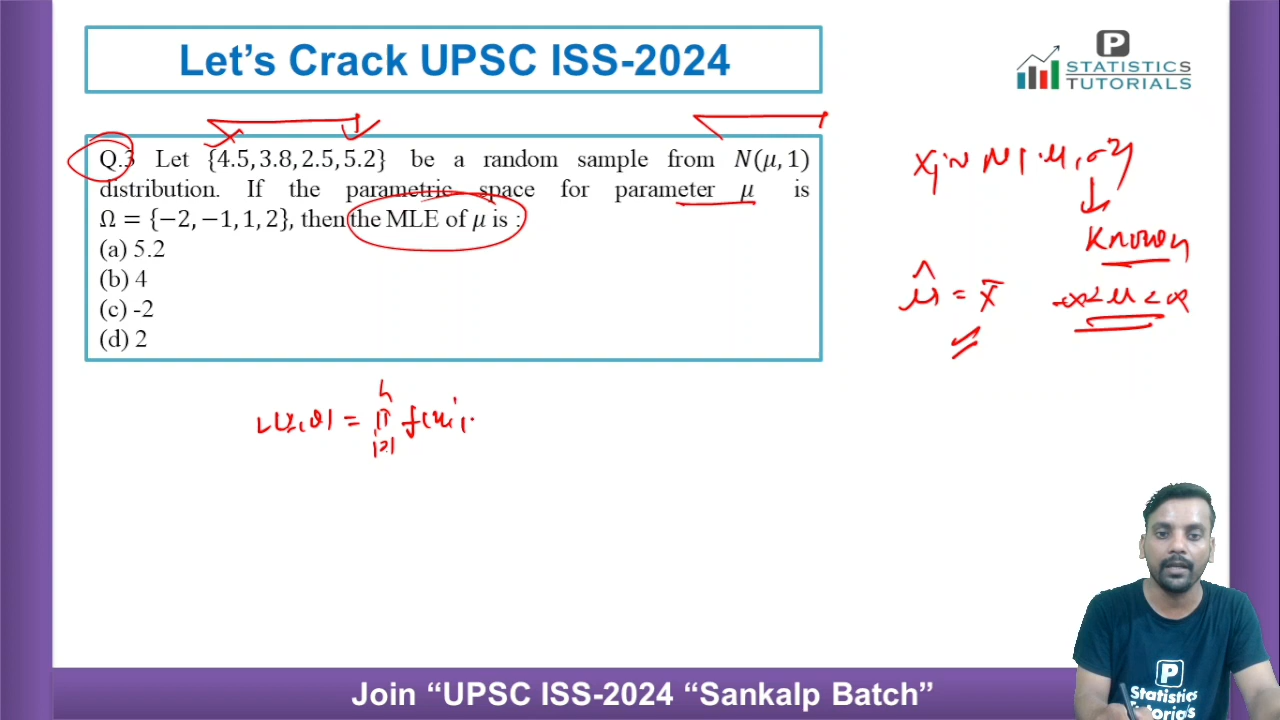 Let's Crack UPSC ISS-2024
P
STATISTICS
TUTORIALS
Q.3 Let {4.5, 3.8, 2.5, 5.2} be a random sample from N(μ, 1)
distribution. If the parametric space for parameter μ is
Ω = {−2, −1, 1, 2}, then the MLE of μ is :
(a) 5.2
(b) 4
(c) -2
(d) 2
Known
μ̂ = x̄
-∞ < μ < ∞
P
Statistics
Tutorials
Join “UPSC ISS-2024 “Sankalp Batch”